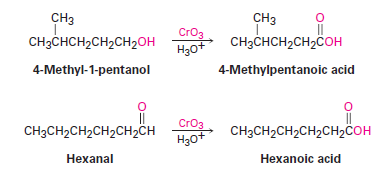 CH3 CH3 O
CH3CHCH2CH2CH2OH CrO3 H3O+ CH3CHCH2CH2COH
4-Methyl-1-pentanol 4-Methylpentanoic acid
O O
CH3CH2CH2CH2CH2CH CrO3 H3O+ CH3CH2CH2CH2CH2COH
Hexanal Hexanoic acid